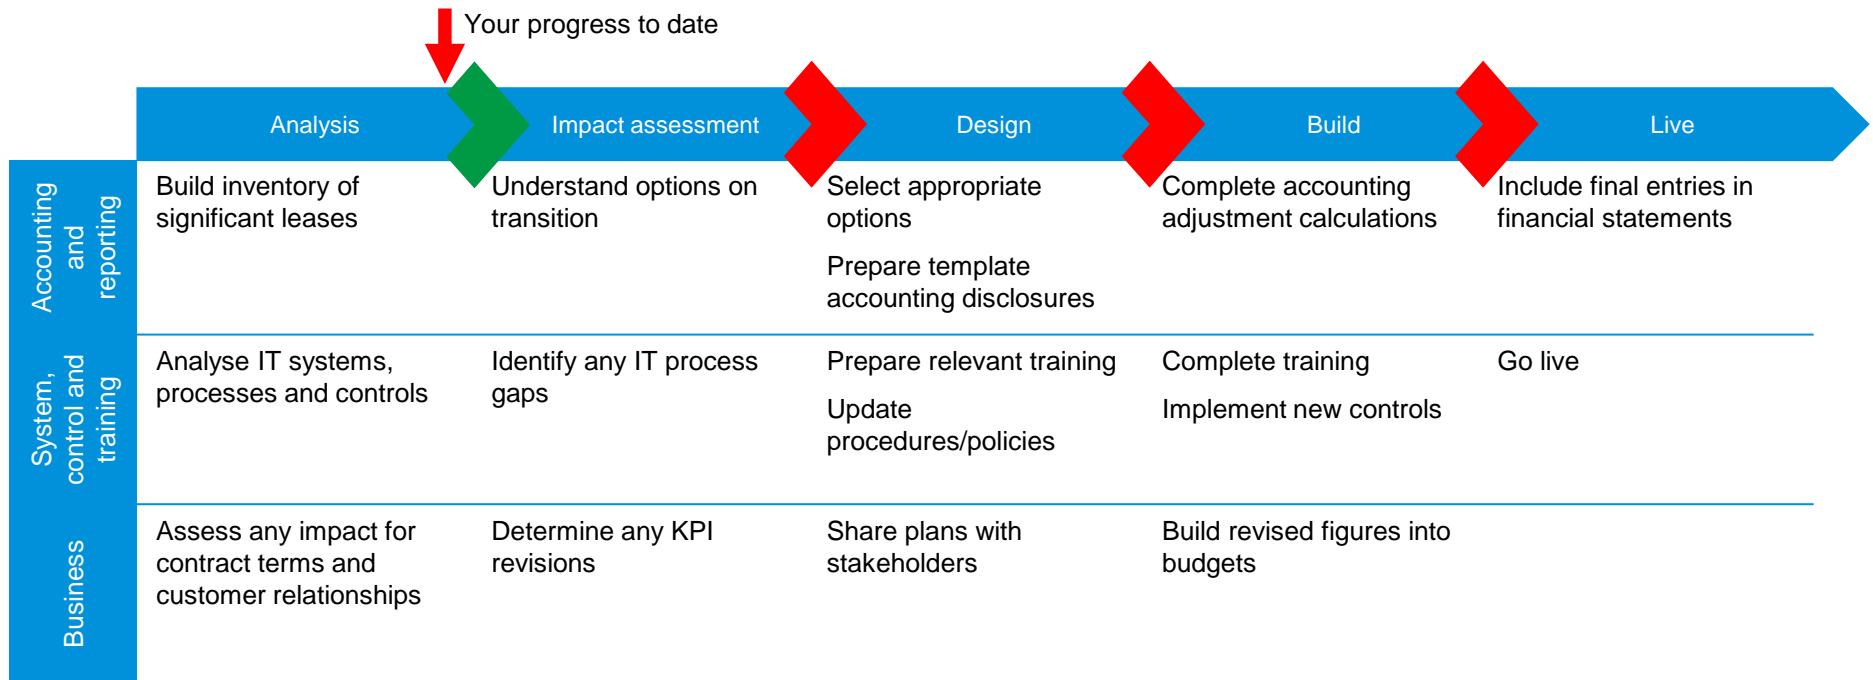 Your progress to date
Analysis
Impact assessment
Design
Build
Live
Accounting
and
reporting
Build inventory of
significant leases
Understand options on
transition
Select appropriate
options
Prepare template
accounting disclosures
Complete accounting
adjustment calculations
Include final entries in
financial statements
System,
control and
training
Analyse IT systems,
processes and controls
Identify any IT process
gaps
Prepare relevant training
Update
procedures/policies
Complete training
Implement new controls
Go live
Business
Assess any impact for
contract terms and
customer relationships
Determine any KPI
revisions
Share plans with
stakeholders
Build revised figures into
budgets